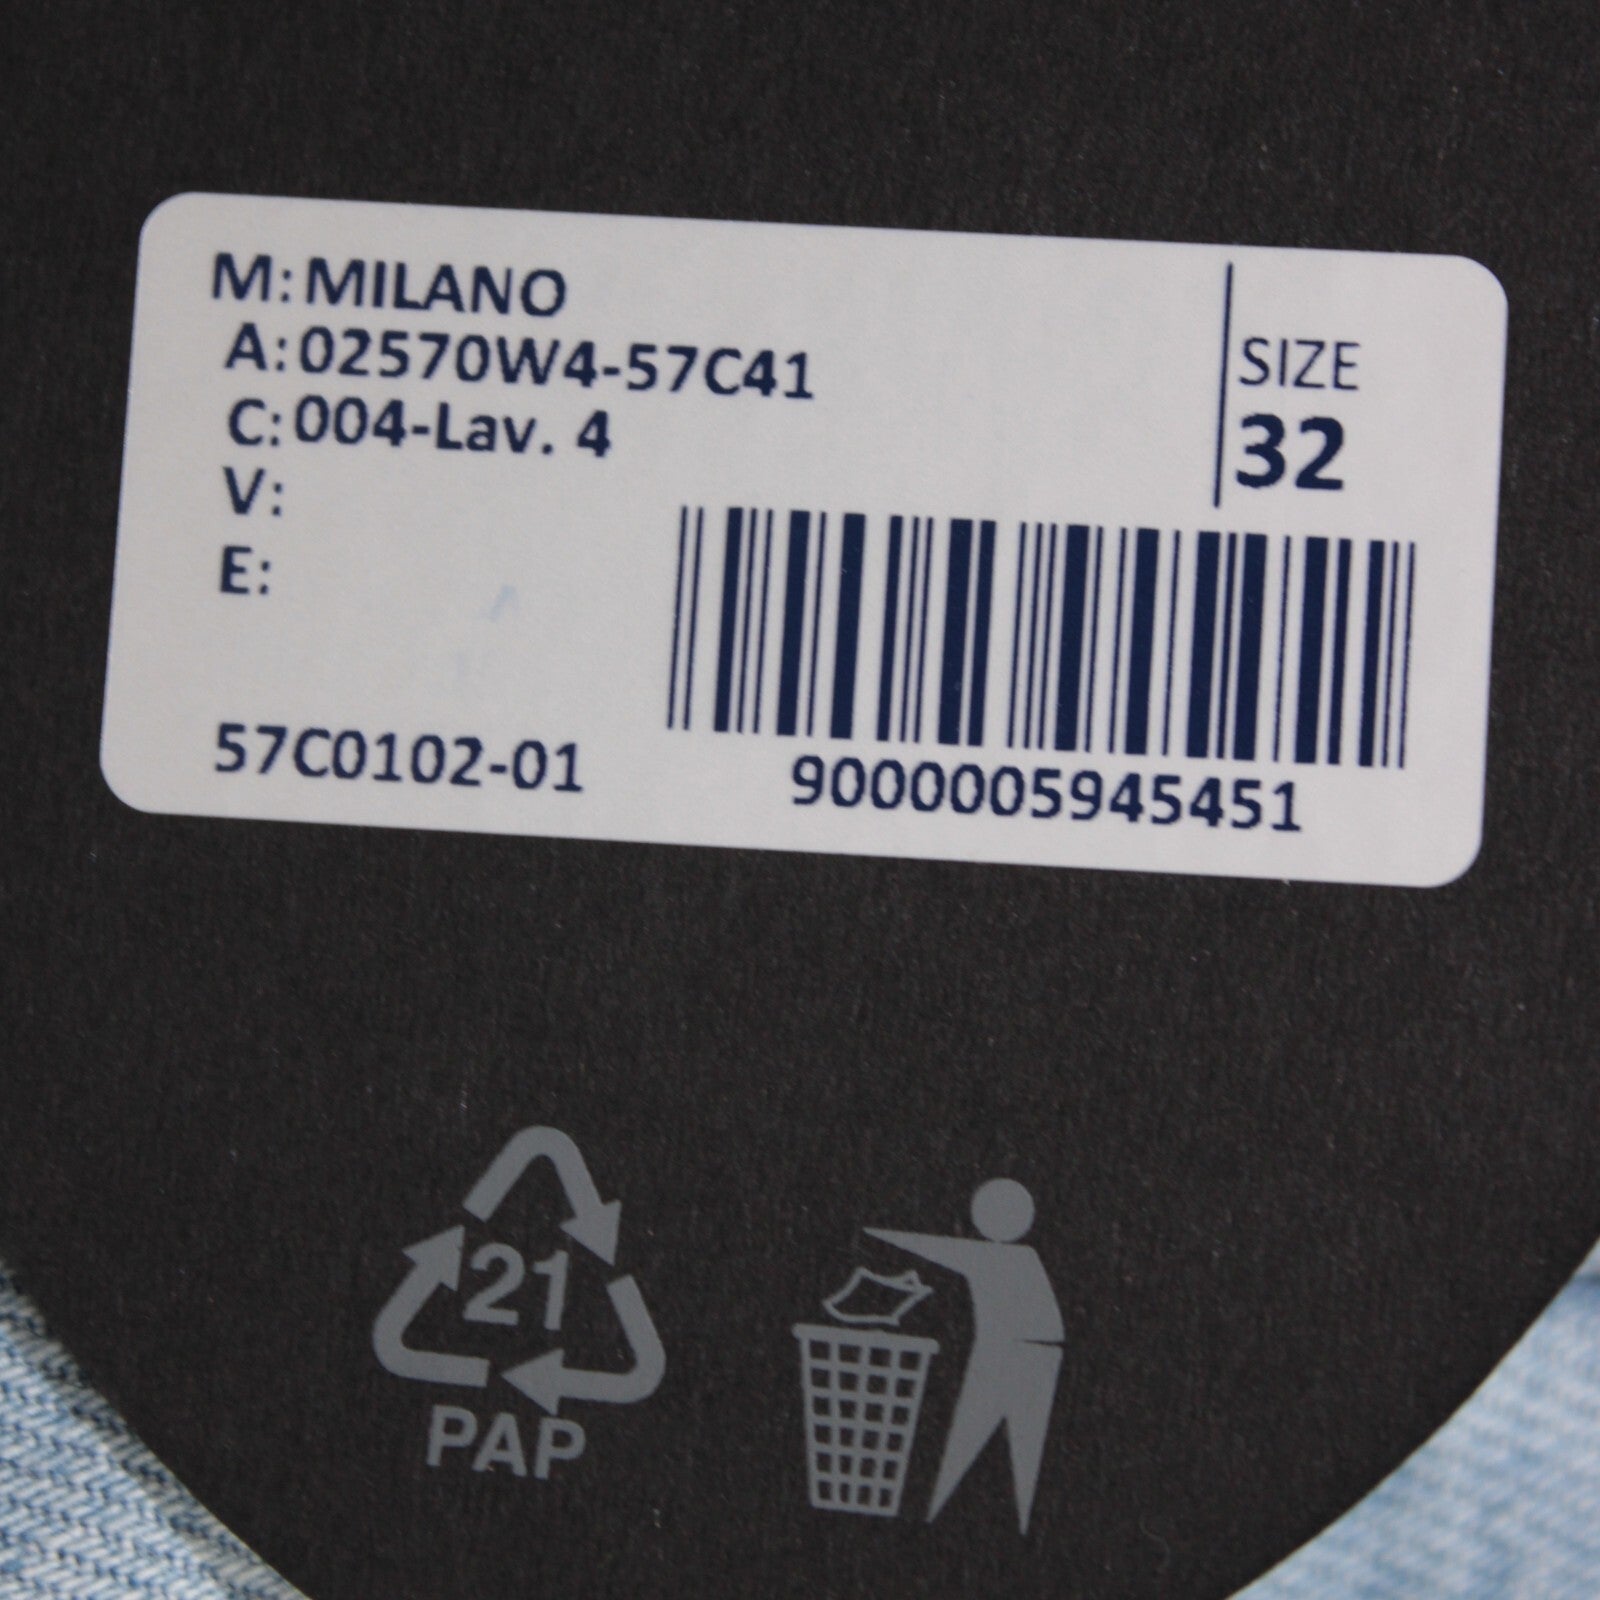 M: MILANO
A: 02570W4-57C41
C: 004-Lav. 4
V:
E:
SIZE
32
57C0102-01
9000005945451
21
PAP